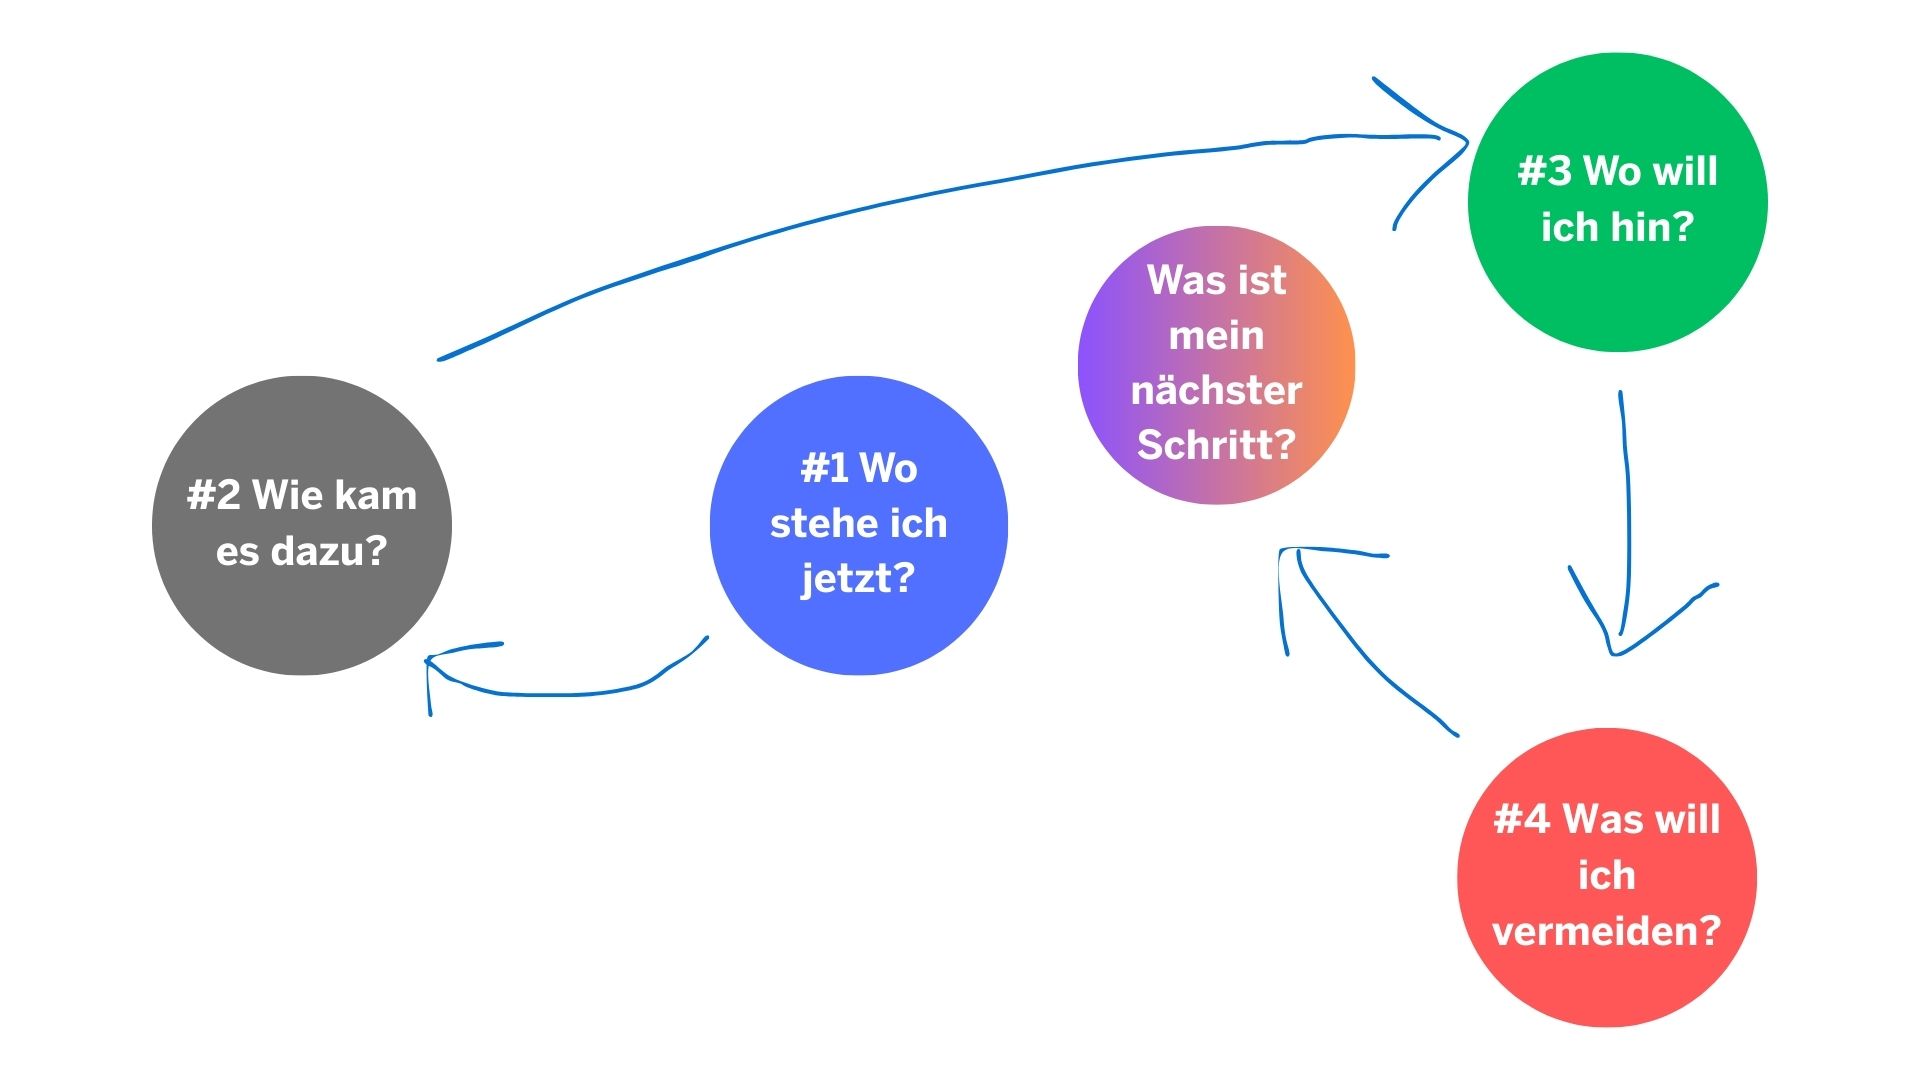 #3 Wo will
ich hin?
Was ist
mein
nächster
Schritt?
#2 Wie kam
es dazu?
#1 Wo
stehe ich
jetzt?
#4 Was will
ich
vermeiden?